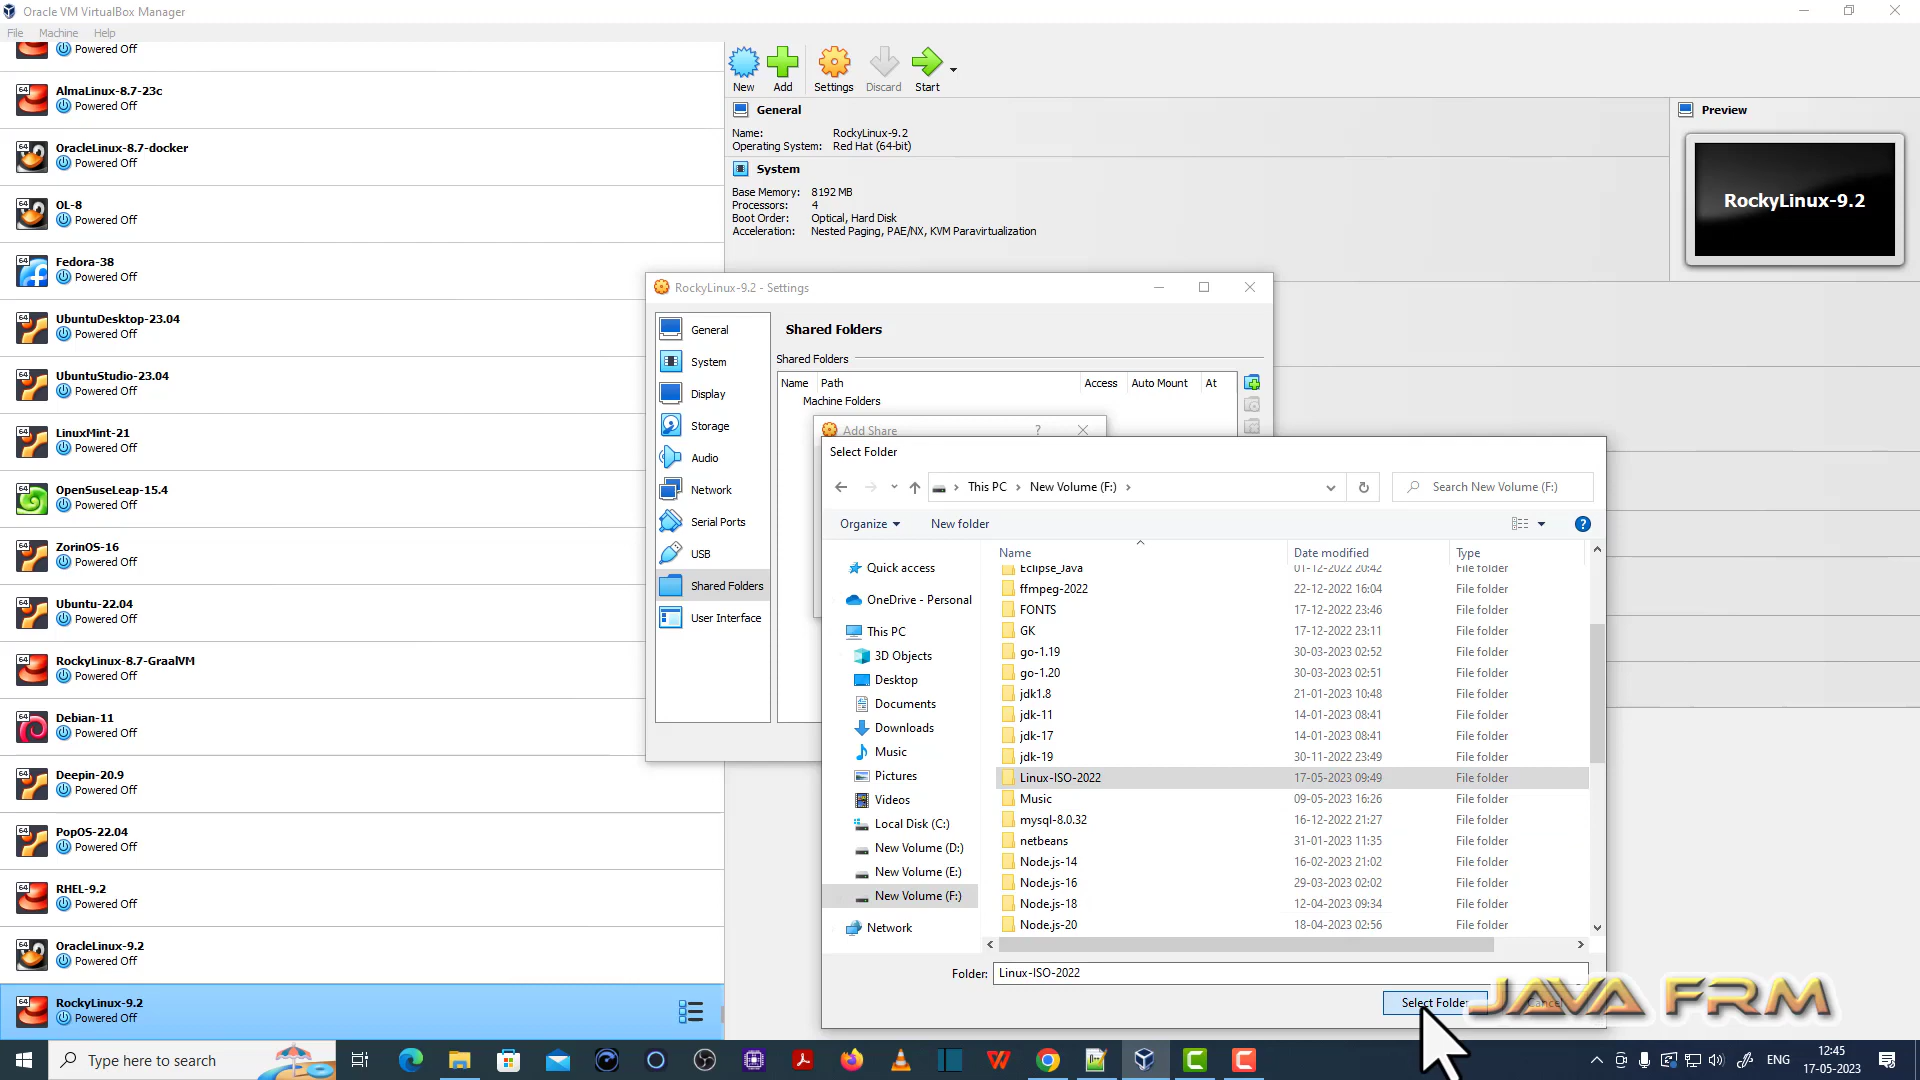 Oracle VM VirtualBox Manager
File Machine Help
Powered Off
AlmaLinux-8.7-23c
Powered Off
OracleLinux-8.7-docker
Powered Off
OL-8
Powered Off
Fedora-38
Powered Off
UbuntuDesktop-23.04
Powered Off
UbuntuStudio-23.04
Powered Off
LinuxMint-21
Powered Off
OpenSuseLeap-15.4
Powered Off
ZorinOS-16
Powered Off
Ubuntu-22.04
Powered Off
RockyLinux-8.7-GraalVM
Powered Off
Debian-11
Powered Off
Deepin-20.9
Powered Off
PopOS-22.04
Powered Off
RHEL-9.2
Powered Off
OracleLinux-9.2
Powered Off
RockyLinux-9.2
Powered Off
New Add Settings Discard Start
General
Name: RockyLinux-9.2
Operating System: Red Hat (64-bit)
System
Base Memory: 8192 MB
Processors: 4
Boot Order: Optical, Hard Disk
Acceleration: Nested Paging, PAE/NX, KVM Paravirtualization
Preview
RockyLinux-9.2
RockyLinux-9.2 - Settings
General
System
Display
Storage
Audio
Network
Serial Ports
USB
Shared Folders
User Interface
Shared Folders
Shared Folders
Name Path Access Auto Mount At
Machine Folders
Add Share ?
Select Folder
This PC > New Volume (F:) >
Search New Volume (F:)
Organize New folder
Quick access
OneDrive - Personal
This PC
3D Objects
Desktop
Documents
Downloads
Music
Pictures
Videos
Local Disk (C:)
New Volume (D:)
New Volume (E:)
New Volume (F:)
Network
Name Date modified Type
Eclipse_Java 01-12-2022 20:42 File folder
ffmpeg-2022 22-12-2022 16:04 File folder
FONTS 17-12-2022 23:46 File folder
GK 17-12-2022 23:11 File folder
go-1.19 30-03-2023 02:52 File folder
go-1.20 30-03-2023 02:51 File folder
jdk1.8 21-01-2023 10:48 File folder
jdk-11 14-01-2023 08:41 File folder
jdk-17 14-01-2023 08:41 File folder
jdk-19 30-11-2022 23:49 File folder
Linux-ISO-2022 17-05-2023 09:49 File folder
Music 09-05-2023 16:26 File folder
mysql-8.0.32 16-12-2022 21:27 File folder
netbeans 31-01-2023 11:35 File folder
Node.js-14 16-02-2023 21:02 File folder
Node.js-16 29-03-2023 02:02 File folder
Node.js-18 12-04-2023 09:34 File folder
Node.js-20 18-04-2023 02:56 File folder
Folder: Linux-ISO-2022
Select Folder Cancel
JAVA FRM
Type here to search
ENG
12:45
17-05-2023